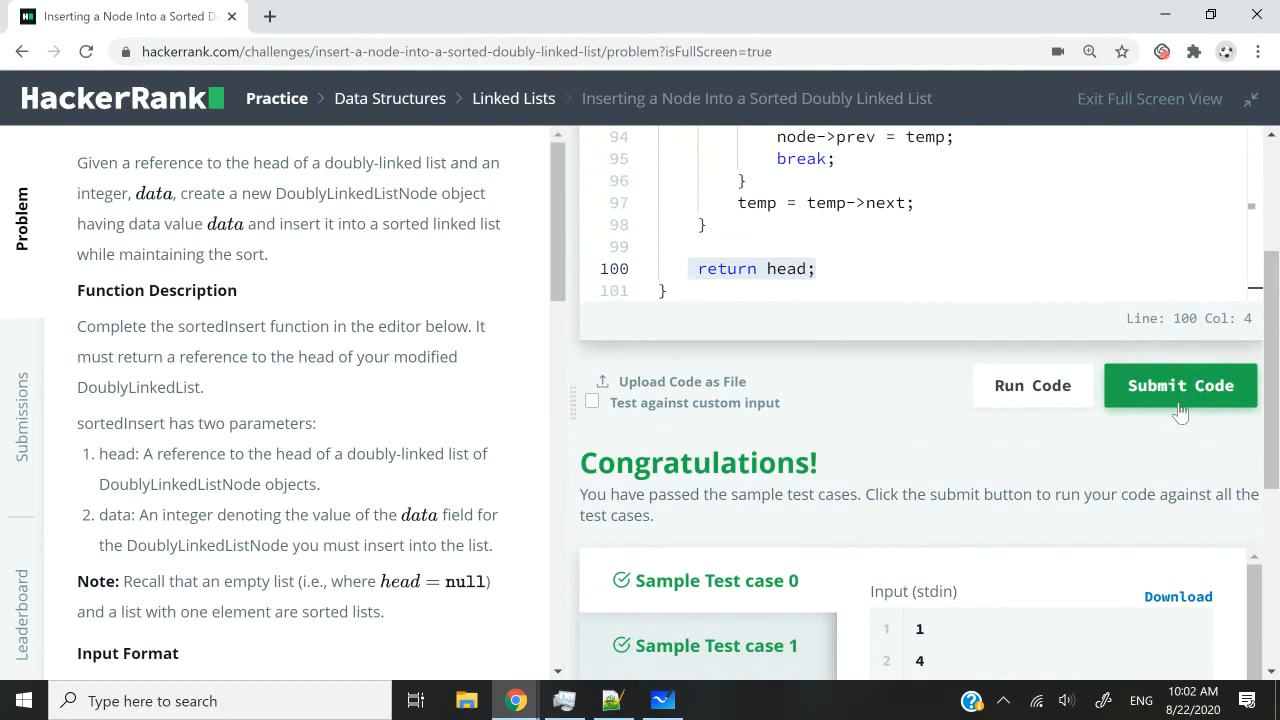 Inserting a Node Into a Sorted D
hackerrank.com/challenges/insert-a-node-into-a-sorted-doubly-linked-list/problem?isFullScreen=true
HackerRank
Practice > Data Structures > Linked Lists > Inserting a Node Into a Sorted Doubly Linked List
Exit Full Screen View
Problem
Submissions
Leaderboard
Given a reference to the head of a doubly-linked list and an
integer, data, create a new DoublyLinkedListNode object
having data value data and insert it into a sorted linked list
while maintaining the sort.
Function Description
Complete the sortedInsert function in the editor below. It
must return a reference to the head of your modified
DoublyLinkedList.
sortedInsert has two parameters:
1. head: A reference to the head of a doubly-linked list of
DoublyLinkedListNode objects.
2. data: An integer denoting the value of the data field for
the DoublyLinkedListNode you must insert into the list.
Note: Recall that an empty list (i.e., where head = null)
and a list with one element are sorted lists.
Input Format
94 node->prev = temp;
95 break;
96 }
97 temp = temp->next;
98 }
99
100 return head;
101 }
Line: 100 Col: 4
Upload Code as File
Test against custom input
Run Code
Submit Code
Congratulations!
You have passed the sample test cases. Click the submit button to run your code against all the
test cases.
Sample Test case 0
Sample Test case 1
Input (stdin)
Download
1 1
2 4
Type here to search
ENG
10:02 AM
8/22/2020